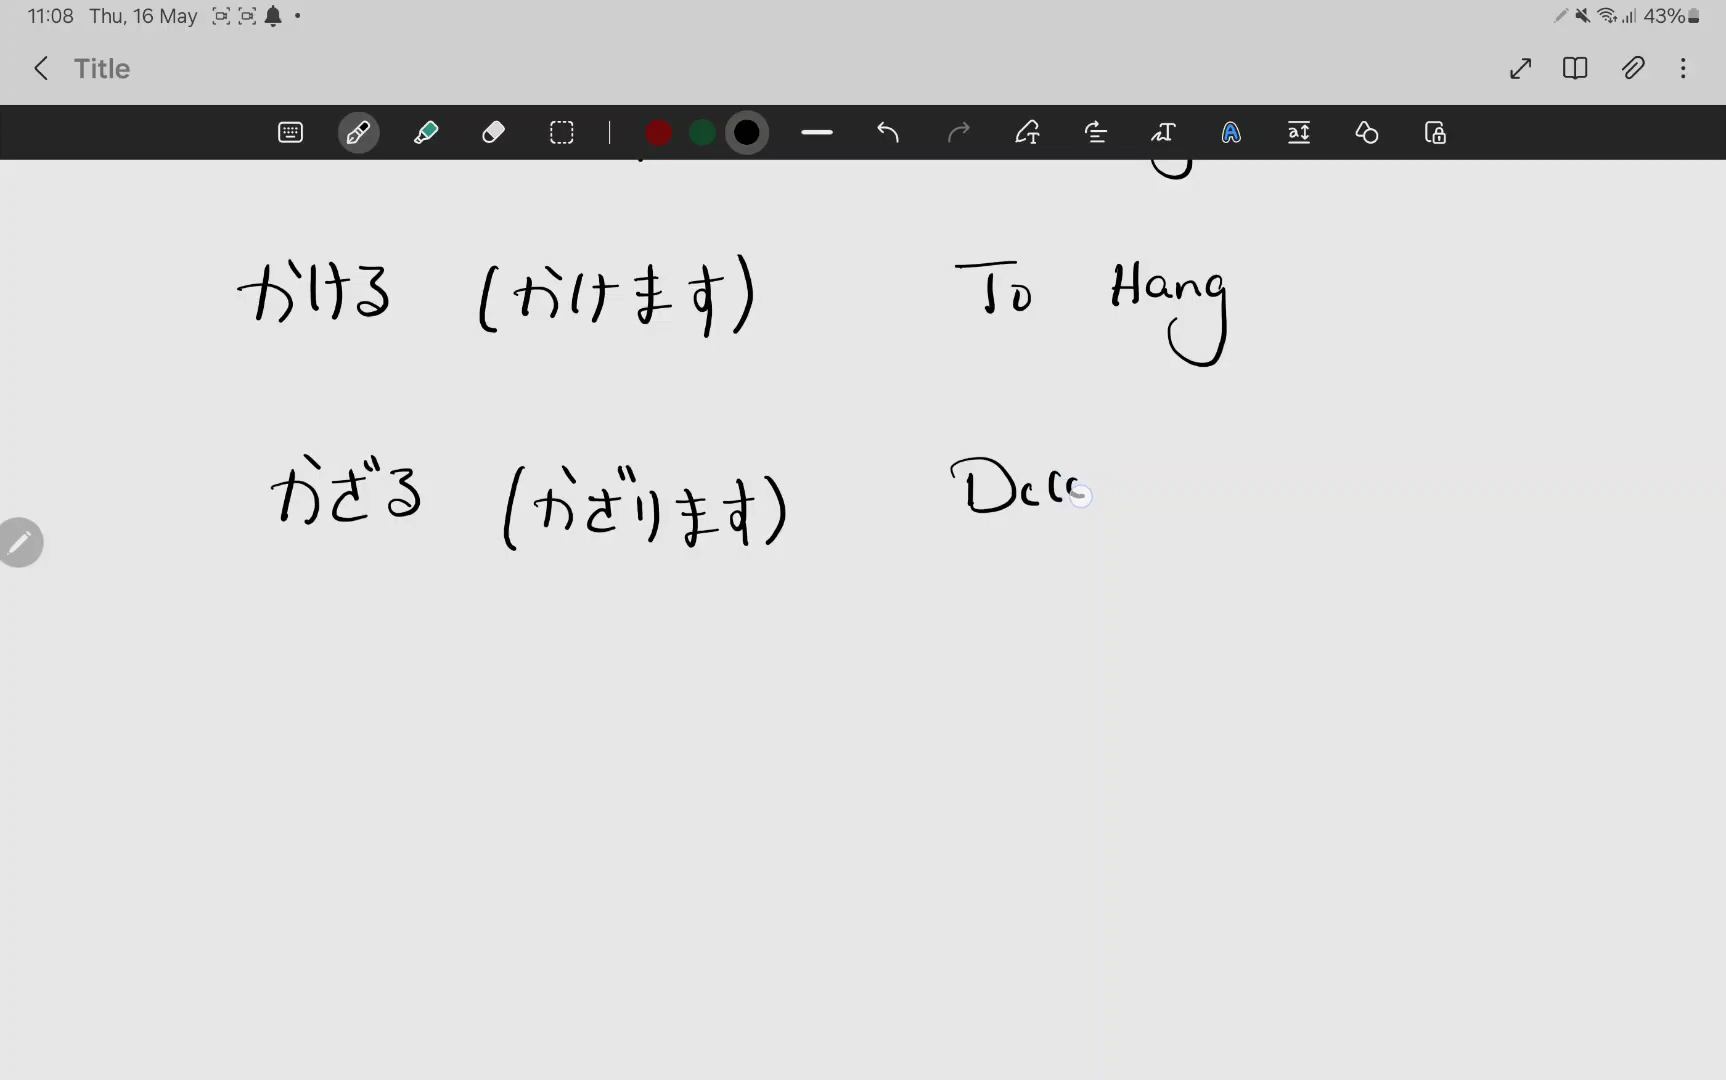 11:08 Thu, 16 May 43%
Title
かける (かけます) To Hang
かざる (かざります)